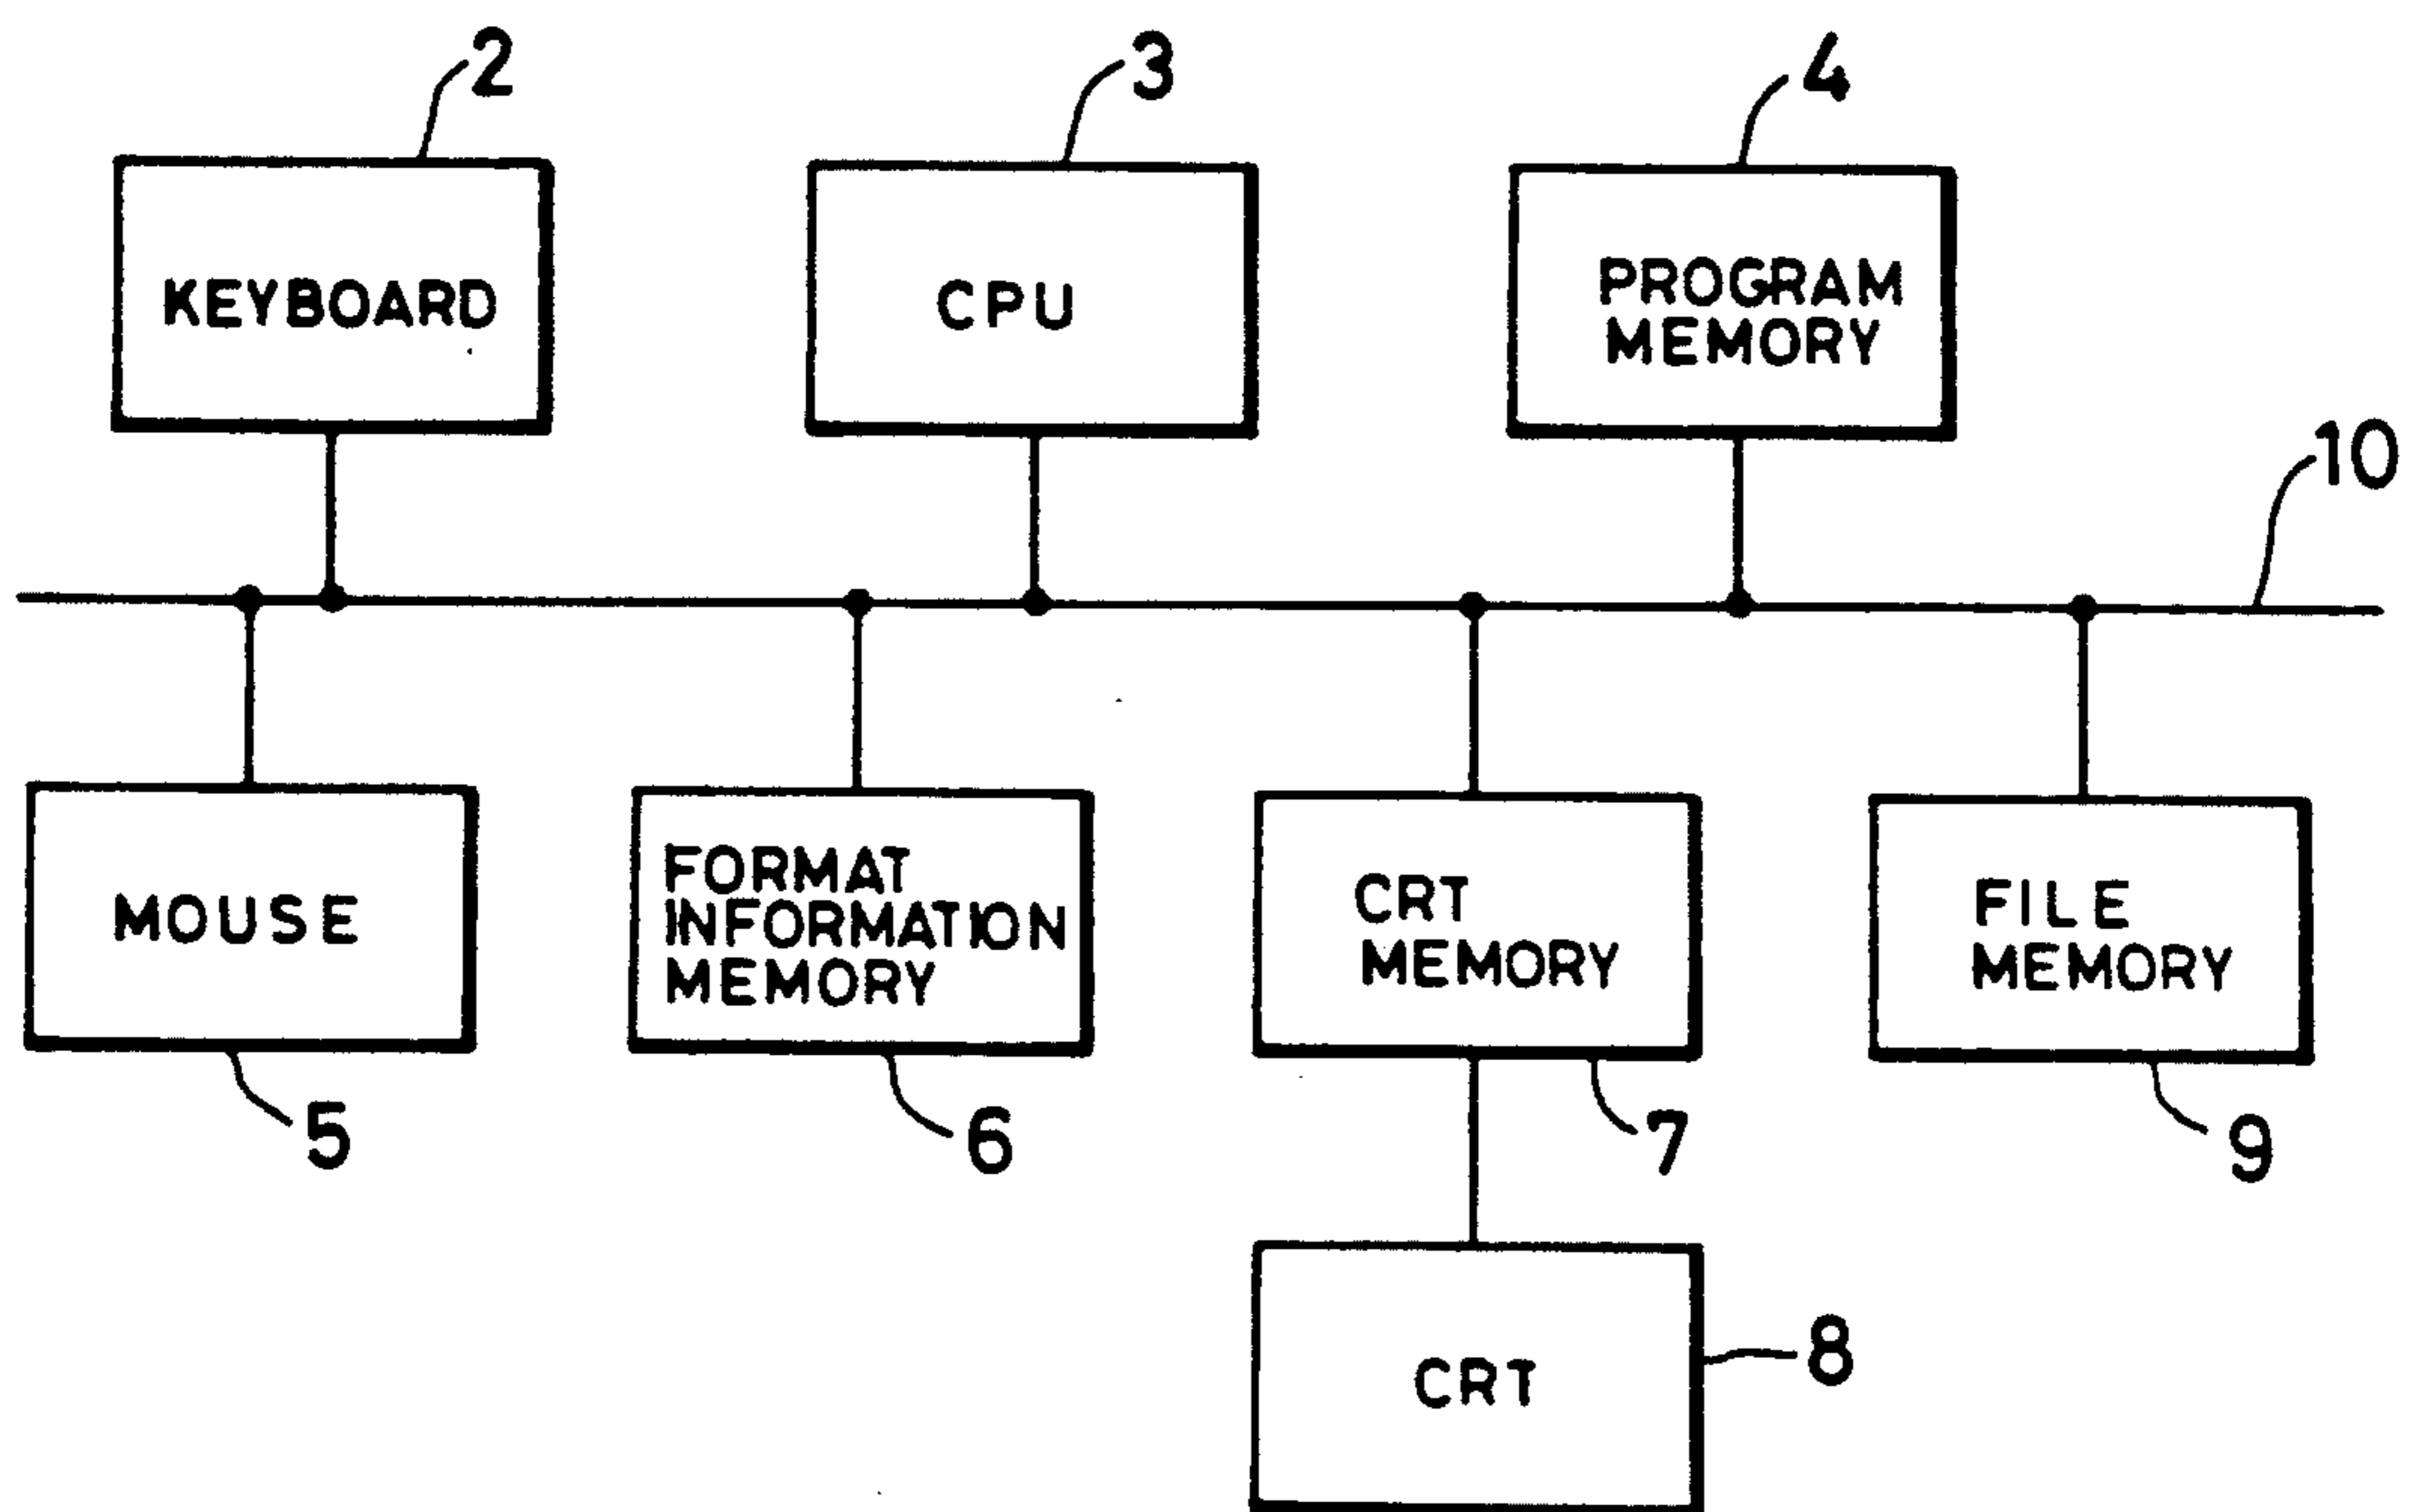 2
3
4
KEYBOARD
CPU
PROGRAM
MEMORY
10
MOUSE
FORMAT
INFORMATION
MEMORY
CRT
MEMORY
FILE
MEMORY
5
6
7
9
CRT
8